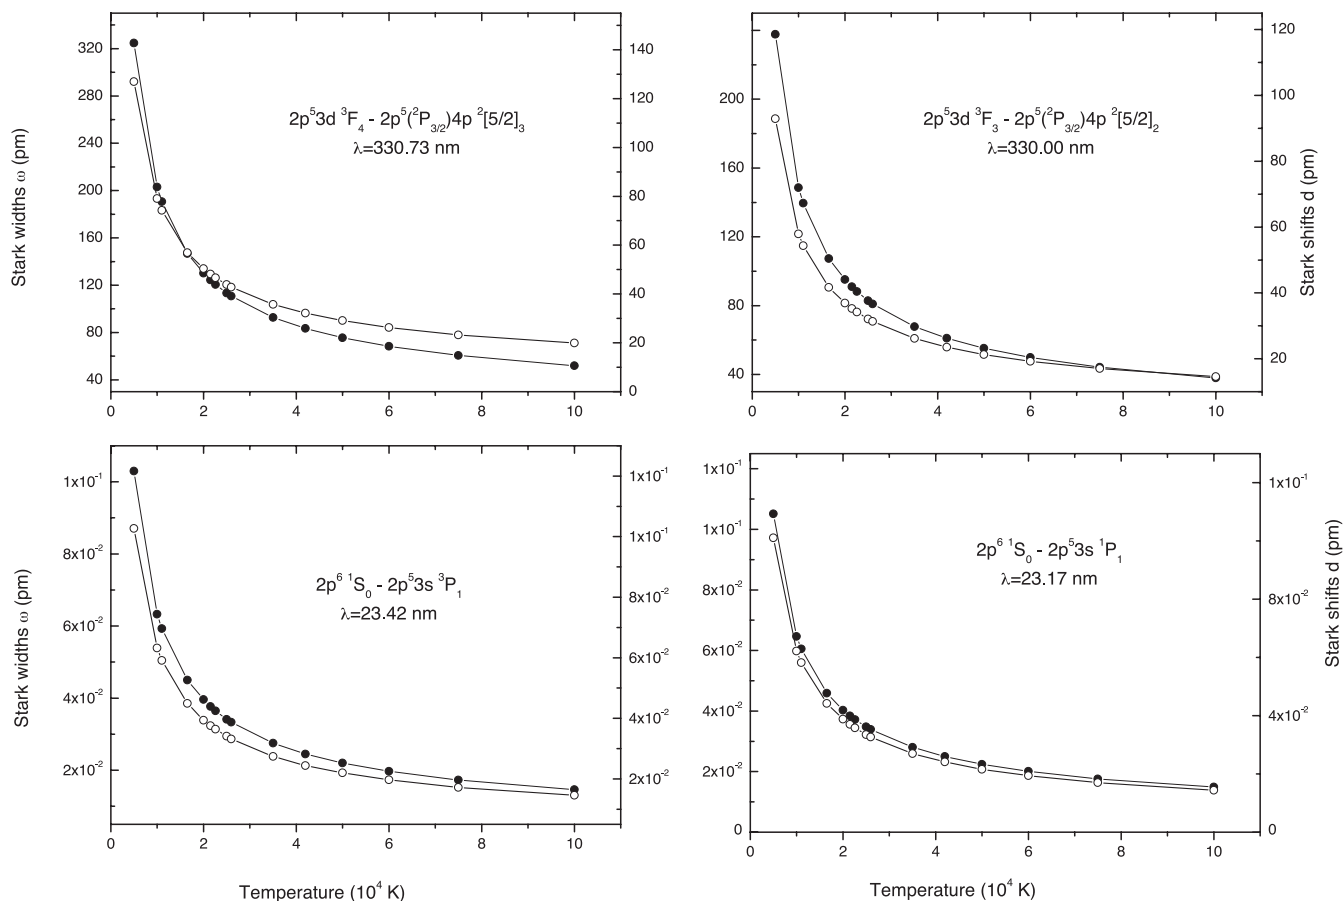 320
280
240
200
160
120
80
40
140
120
100
80
60
40
20
0
0 2 4 6 8 10
Stark widths ω (pm)
2p⁵3d ³F₄ - 2p⁵(²P₃/₂)4p ²[5/2]₃
λ=330.73 nm
200
160
120
80
40
120
100
80
60
40
20
0 2 4 6 8 10
Stark shifts d (pm)
2p⁵3d ³F₃ - 2p⁵(²P₃/₂)4p ²[5/2]₂
λ=330.00 nm
1x10⁻¹
8x10⁻²
6x10⁻²
4x10⁻²
2x10⁻²
1x10⁻¹
1x10⁻¹
8x10⁻²
6x10⁻²
4x10⁻²
2x10⁻²
0 2 4 6 8 10
Stark widths ω (pm)
2p⁶ ¹S₀ - 2p⁵3s ³P₁
λ=23.42 nm
Temperature (10⁴ K)
1x10⁻¹
1x10⁻¹
8x10⁻²
6x10⁻²
4x10⁻²
2x10⁻²
0
1x10⁻¹
8x10⁻²
4x10⁻²
0
0 2 4 6 8 10
Stark shifts d (pm)
2p⁶ ¹S₀ - 2p⁵3s ¹P₁
λ=23.17 nm
Temperature (10⁴ K)